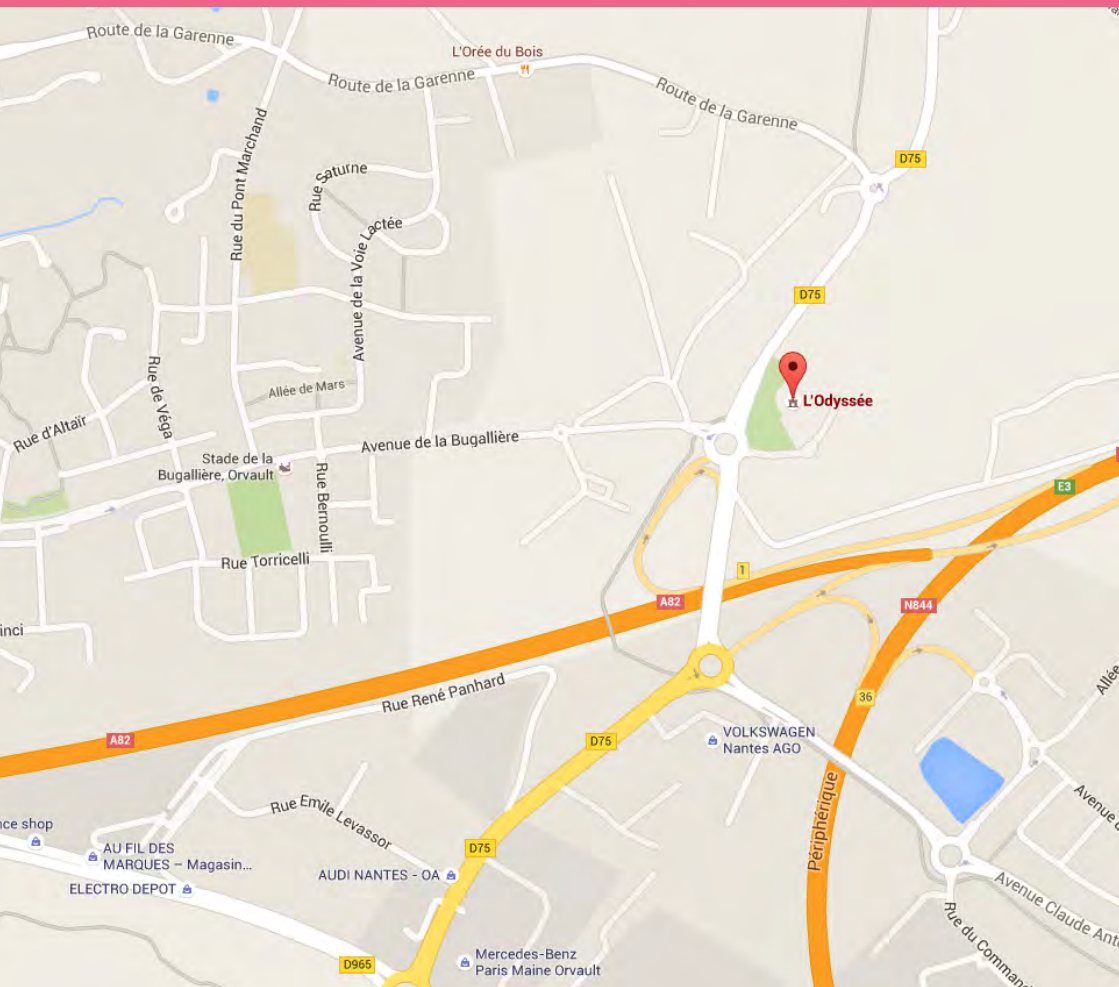 Route de la Garenne
L'Orée du Bois
Route de la Garenne
Route de la Garenne
D75
Rue du Pont Marchand
Rue Saturne
Avenue de la Voie Lactée
D75
L'Odyssée
Allée de Mars
Rue de Véga
Rue d'Altaïr
Avenue de la Bugallière
Stade de la
Bugallière, Orvault
Rue Bernoulli
E3
Rue Torricelli
1
A82
N844
inci
Rue René Panhard
36
Allée
A82
D75
VOLKSWAGEN
Nantes AGO
Périphérique
Rue Emile Levassor
Avenue
nce shop
AU FIL DES
MARQUES – Magasin...
D75
ELECTRO DEPOT
AUDI NANTES - OA
Avenue Claude Ant
Rue du Comman
D965
Mercedes-Benz
Paris Maine Orvault